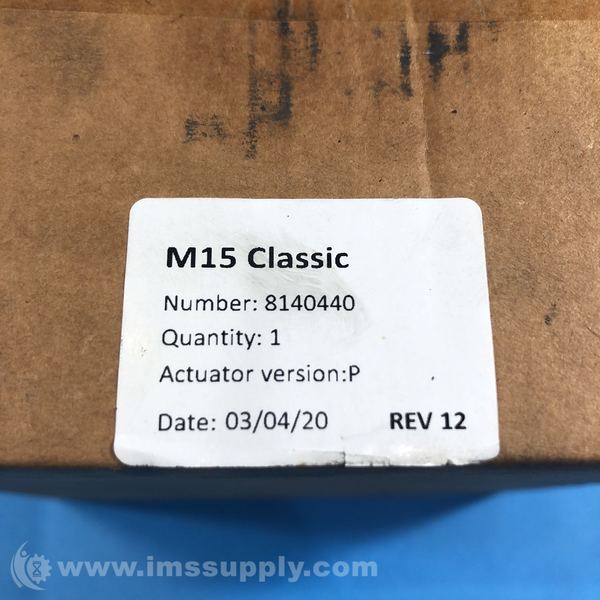 M15 Classic
Number: 8140440
Quantity: 1
Actuator version:P
Date: 03/04/20 REV 12
www.imssupply.com